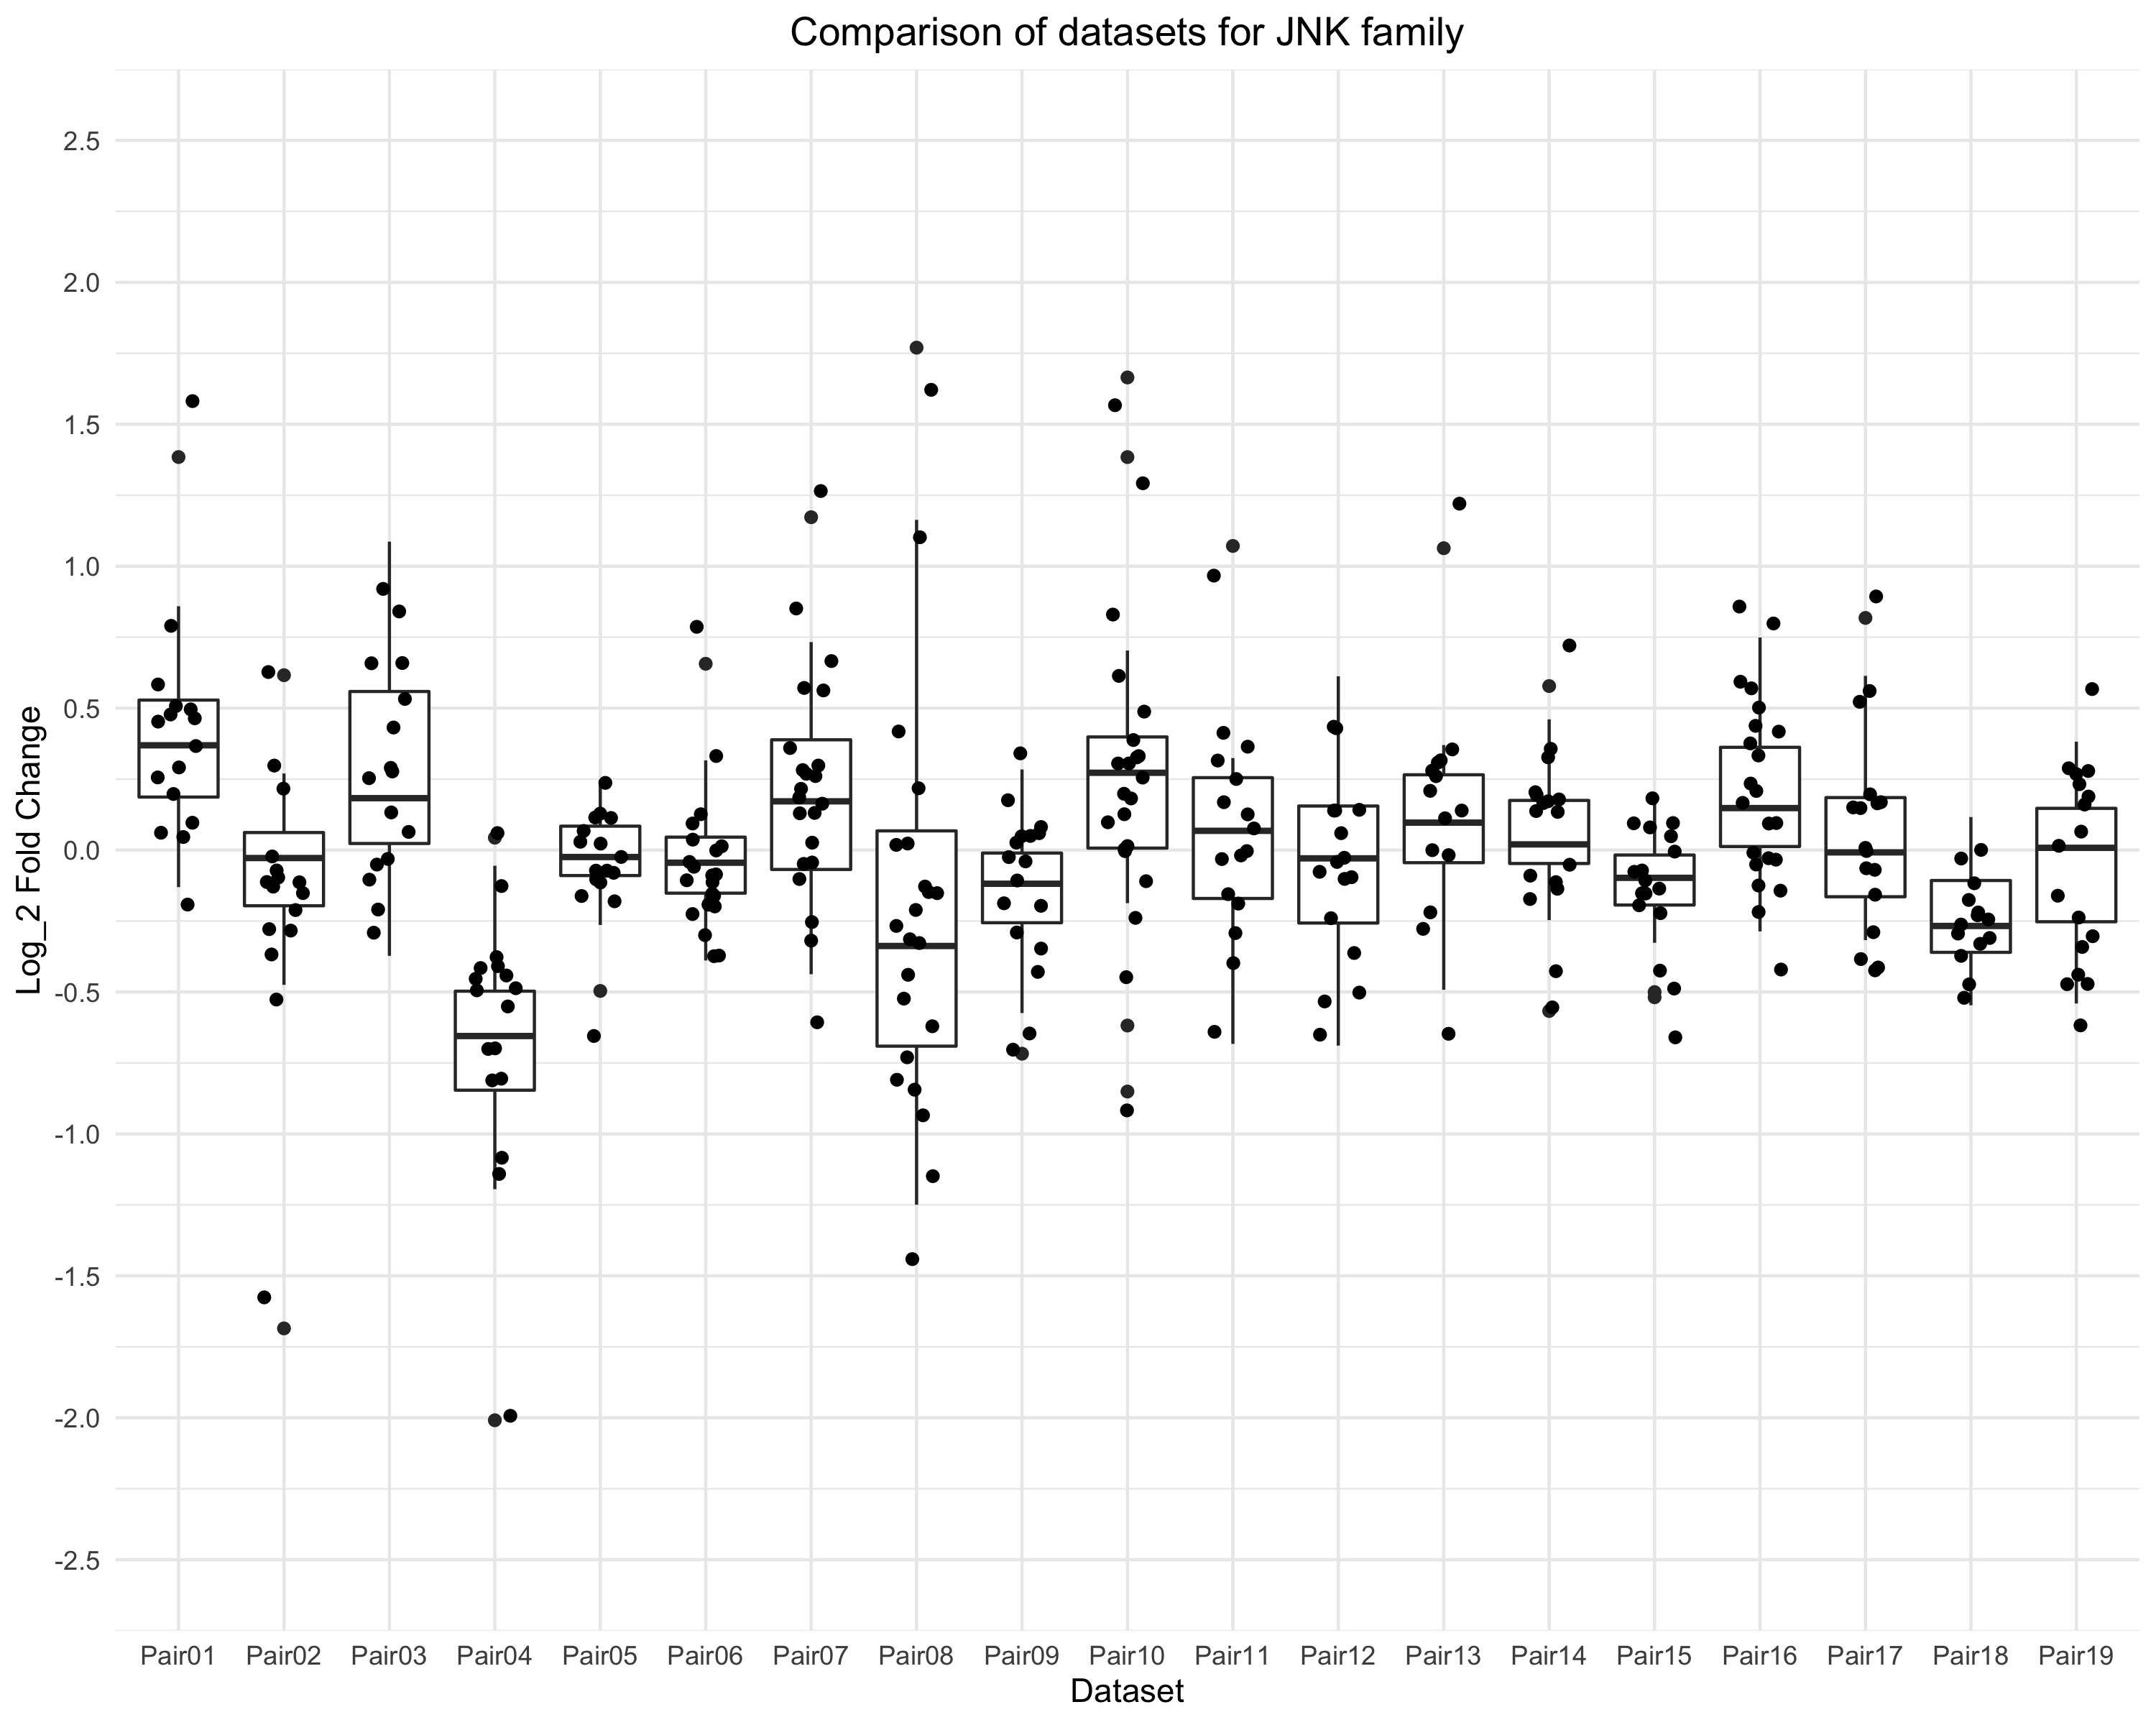 Comparison of datasets for JNK family
Log_2 Fold Change
2.5
2.0
1.5
1.0
0.5
0.0
-0.5
-1.0
-1.5
-2.0
-2.5
Pair01 Pair02 Pair03 Pair04 Pair05 Pair06 Pair07 Pair08 Pair09 Pair10 Pair11 Pair12 Pair13 Pair14 Pair15 Pair16 Pair17 Pair18 Pair19
Dataset